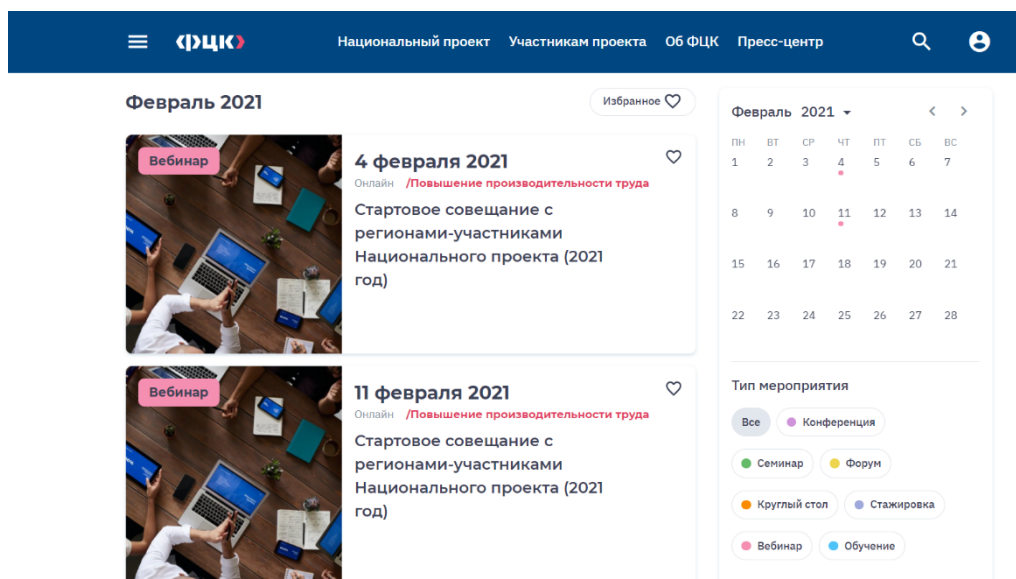 ФЦК
Национальный проект Участникам проекта Об ФЦК Пресс-центр
Февраль 2021
Избранное
Вебинар
4 февраля 2021
Онлайн /Повышение производительности труда
Стартовое совещание с
регионами-участниками
Национального проекта (2021
год)
Вебинар
11 февраля 2021
Онлайн /Повышение производительности труда
Стартовое совещание с
регионами-участниками
Национального проекта (2021
год)
Февраль 2021
ПН ВТ СР ЧТ ПТ СБ ВС
1 2 3 4 5 6 7
8 9 10 11 12 13 14
15 16 17 18 19 20 21
22 23 24 25 26 27 28
Тип мероприятия
Все Конференция
Семинар Форум
Круглый стол Стажировка
Вебинар Обучение